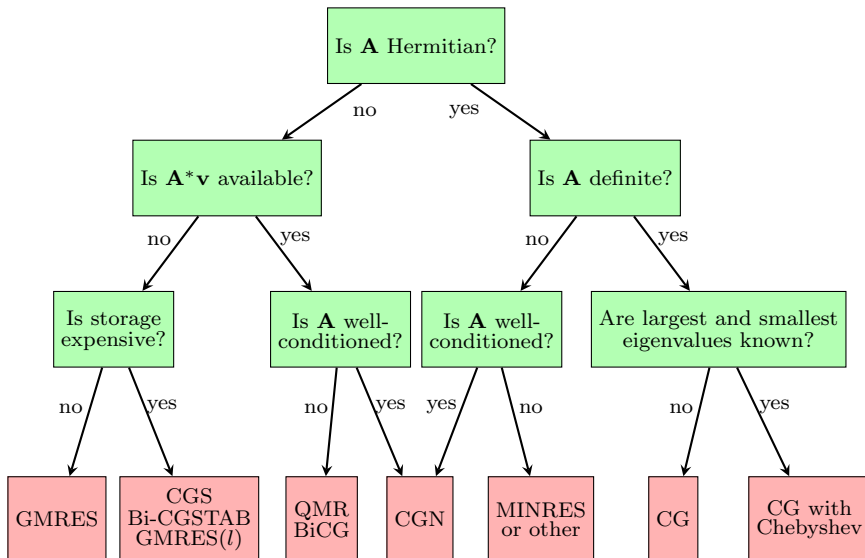 Is A Hermitian?
no
yes
Is A*v available?
Is A definite?
no
yes
no
yes
Is storage
expensive?
Is A well-
conditioned?
Is A well-
conditioned?
Are largest and smallest
eigenvalues known?
no
yes
no
yes
yes
no
no
yes
GMRES
CGS
Bi-CGSTAB
GMRES(l)
QMR
BiCG
CGN
MINRES
or other
CG
CG with
Chebyshev